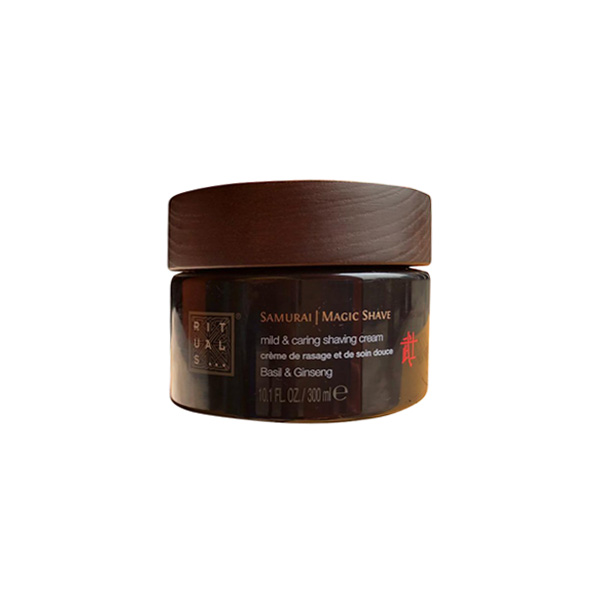 RIT
UAL
S...®
SAMURAI | MAGIC SHAVE
mild & caring shaving cream
crème de rasage et de soin douce
Basil & Ginseng
10.1 FL. OZ. / 300 ml ℮